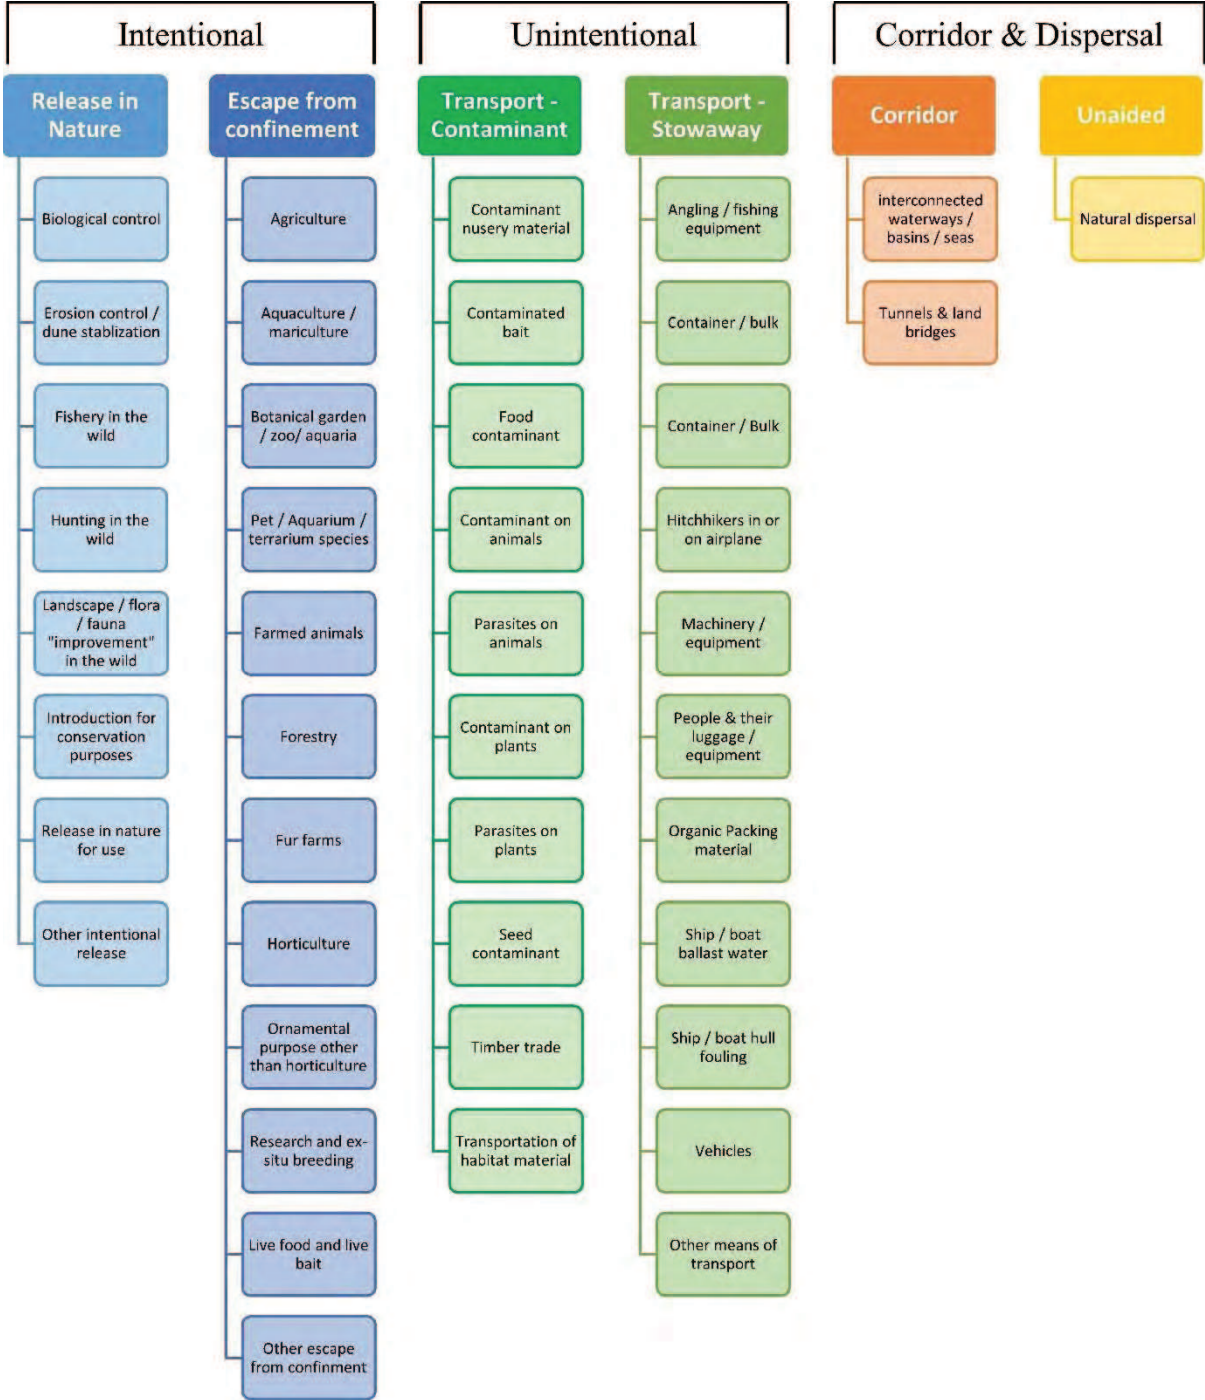 Intentional
Unintentional
Corridor & Dispersal
Release in
Nature
Biological control
Erosion control /
dune stablization
Fishery in the
wild
Hunting in the
wild
Landscape / flora
/ fauna
"improvement"
in the wild
Introduction for
conservation
purposes
Release in nature
for use
Other intentional
release
Escape from
confinement
Agriculture
Aquaculture /
mariculture
Botanical garden
/ zoo/ aquaria
Pet / Aquarium /
terrarium species
Farmed animals
Forestry
Fur farms
Horticulture
Ornamental
purpose other
than horticulture
Research and ex-
situ breeding
Live food and live
bait
Other escape
from confinment
Transport -
Contaminant
Contaminant
nusery material
Contaminated
bait
Food
contaminant
Contaminant on
animals
Parasites on
animals
Contaminant on
plants
Parasites on
plants
Seed
contaminant
Timber trade
Transportation of
habitat material
Transport -
Stowaway
Angling / fishing
equipment
Container / bulk
Container / Bulk
Hitchhikers in or
on airplane
Machinery /
equipment
People & their
luggage /
equipment
Organic Packing
material
Ship / boat
ballast water
Ship / boat hull
fouling
Vehicles
Other means of
transport
Corridor
interconnected
waterways /
basins / seas
Tunnels & land
bridges
Unaided
Natural dispersal